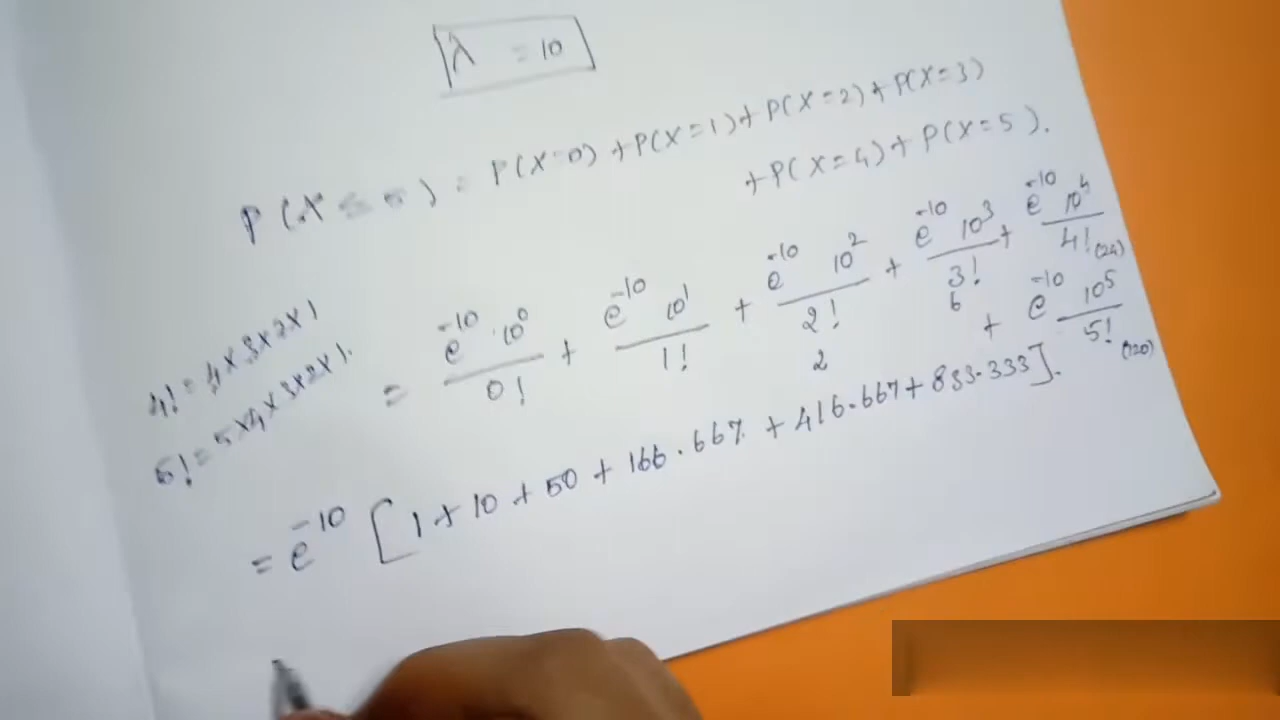 λ = 10
P(X ≤ 5) = P(X=0) + P(X=1) + P(X=2) + P(X=3)
+ P(X=4) + P(X=5).
4! = 4×3×2×1
5! = 5×4×3×2×1.
= e^-10 · 10^0 / 0! + e^-10 10^1 / 1! + e^-10 10^2 / 2! + e^-10 10^3 / 3! + e^-10 10^4 / 4! (24)
2 6
+ e^-10 10^5 / 5! (120)
= e^-10 [1 + 10 + 50 + 166.667 + 416.667 + 833.333].